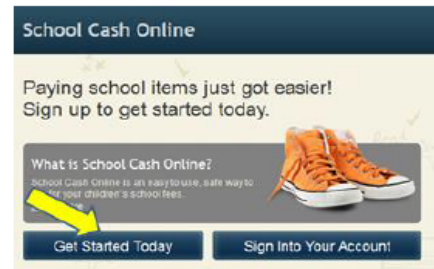 School Cash Online
Paying school items just got easier!
Sign up to get started today.
What is School Cash Online?
School Cash Online is an easy to use, safe way to
for your children's school fees.
Get Started Today
Sign Into Your Account